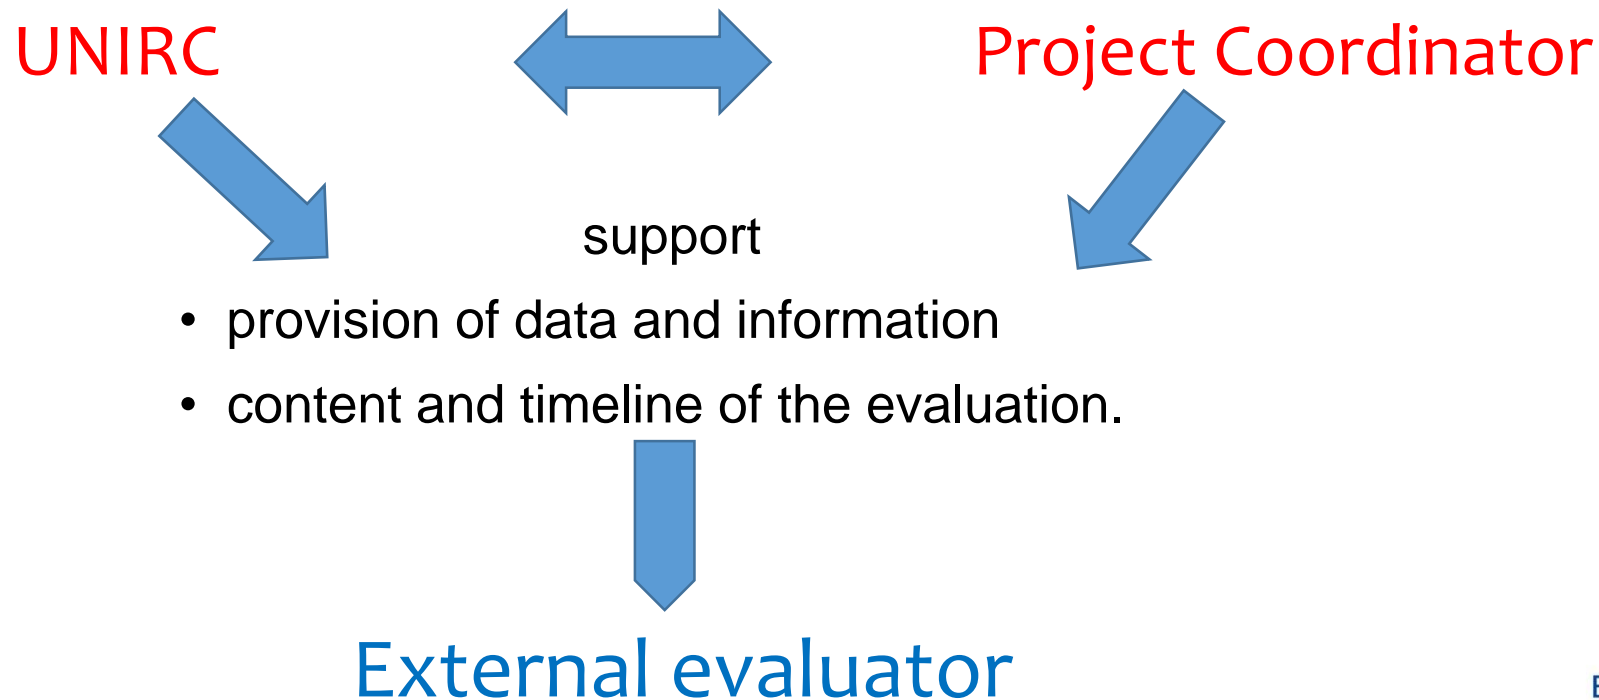 UNIRC
Project Coordinator
support
• provision of data and information
• content and timeline of the evaluation.
External evaluator